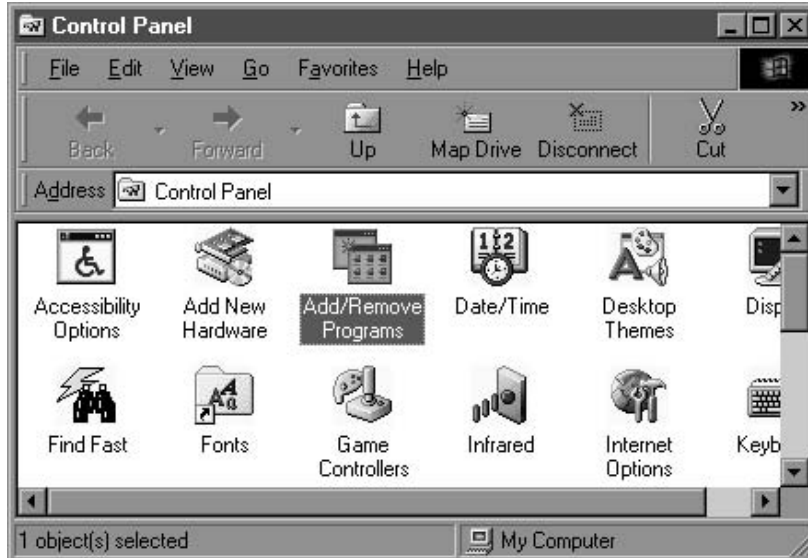 Control Panel
File Edit View Go Favorites Help
Back Forward Up Map Drive Disconnect Cut »
Address Control Panel
Accessibility Options
Add New Hardware
Add/Remove Programs
Date/Time
Desktop Themes
Disp
Find Fast
Fonts
Game Controllers
Infrared
Internet Options
Keyb
1 object(s) selected
My Computer